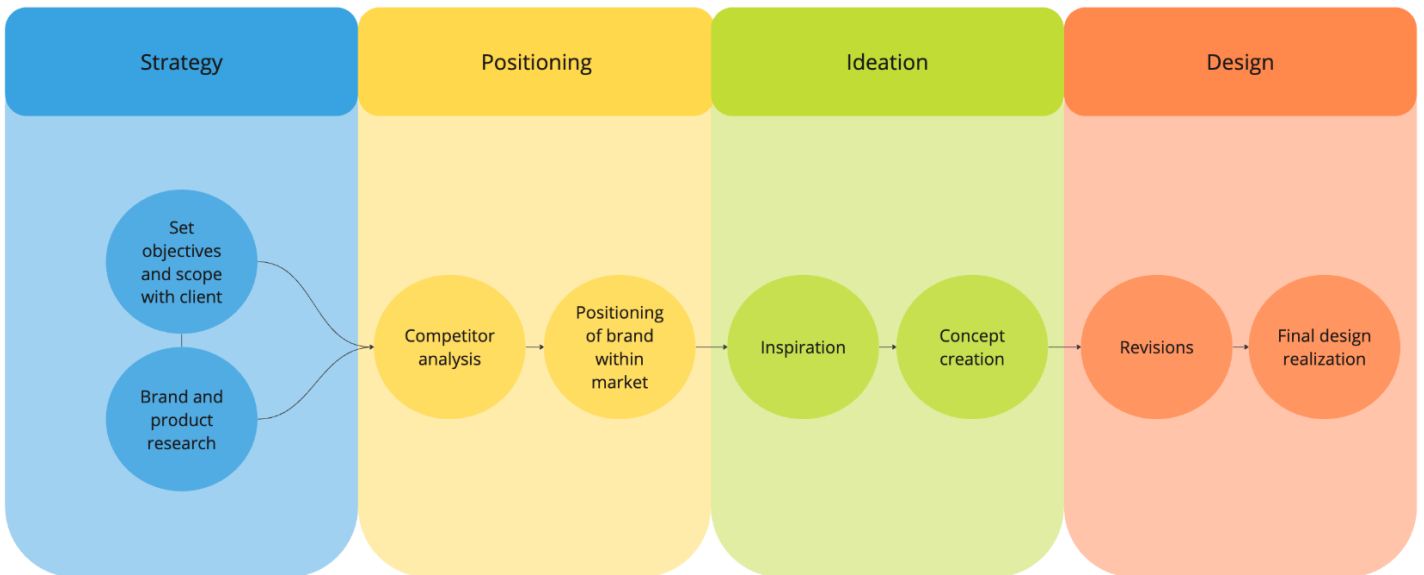 Strategy
Positioning
Ideation
Design
Set
objectives
and scope
with client
Brand and
product
research
Competitor
analysis
Positioning
of brand
within
market
Inspiration
Concept
creation
Revisions
Final design
realization